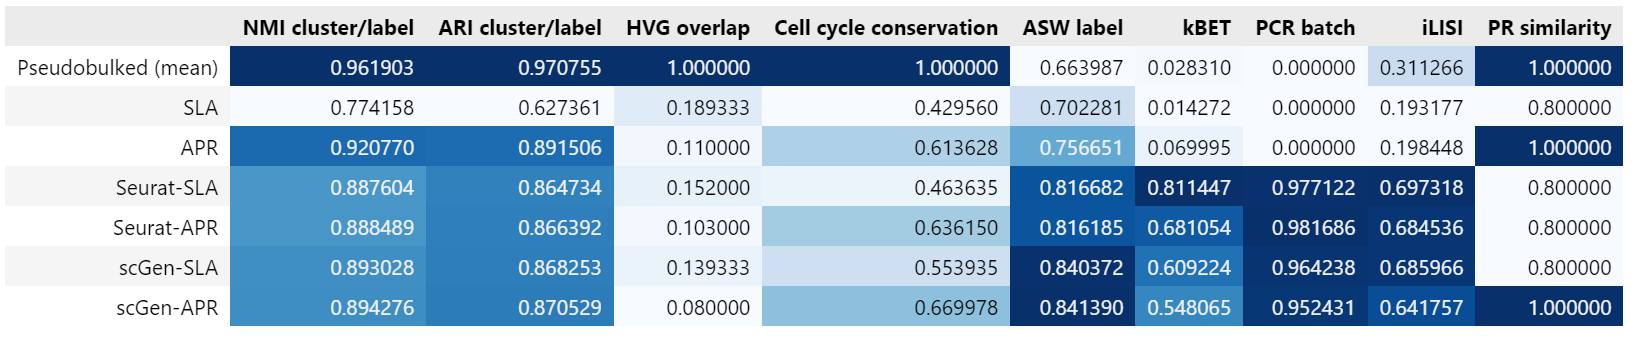 NMI cluster/label ARI cluster/label HVG overlap Cell cycle conservation ASW label kBET PCR batch iLISI PR similarity
Pseudobulked (mean) 0.961903 0.970755 1.000000 1.000000 0.663987 0.028310 0.000000 0.311266 1.000000
SLA 0.774158 0.627361 0.189333 0.429560 0.702281 0.014272 0.000000 0.193177 0.800000
APR 0.920770 0.891506 0.110000 0.613628 0.756651 0.069995 0.000000 0.198448 1.000000
Seurat-SLA 0.887604 0.864734 0.152000 0.463635 0.816682 0.811447 0.977122 0.697318 0.800000
Seurat-APR 0.888489 0.866392 0.103000 0.636150 0.816185 0.681054 0.981686 0.684536 0.800000
scGen-SLA 0.893028 0.868253 0.139333 0.553935 0.840372 0.609224 0.964238 0.685966 0.800000
scGen-APR 0.894276 0.870529 0.080000 0.669978 0.841390 0.548065 0.952431 0.641757 1.000000